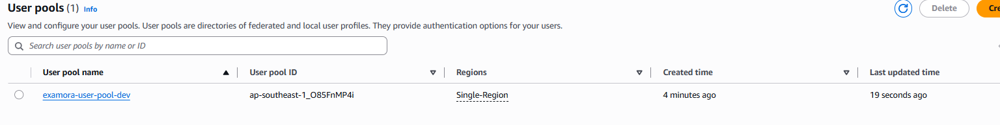 User pools (1) Info
Delete
View and configure your user pools. User pools are directories of federated and local user profiles. They provide authentication options for your users.
Search user pools by name or ID
User pool name User pool ID Regions Created time Last updated time
examora-user-pool-dev ap-southeast-1_O85FnMP4i Single-Region 4 minutes ago 19 seconds ago